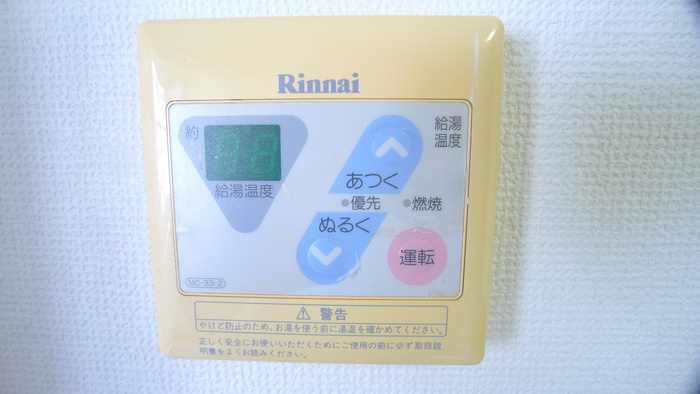 Rinnai
約
給湯温度
給湯
温度
あつく
優先
燃焼
ぬるく
運転
MC-33-2
⚠ 警告
やけど防止のため、お湯を使う前に湯温を確かめてください。
正しく安全にお使いいただくためにご使用の前に必ず取扱説
明書をよくお読みください。